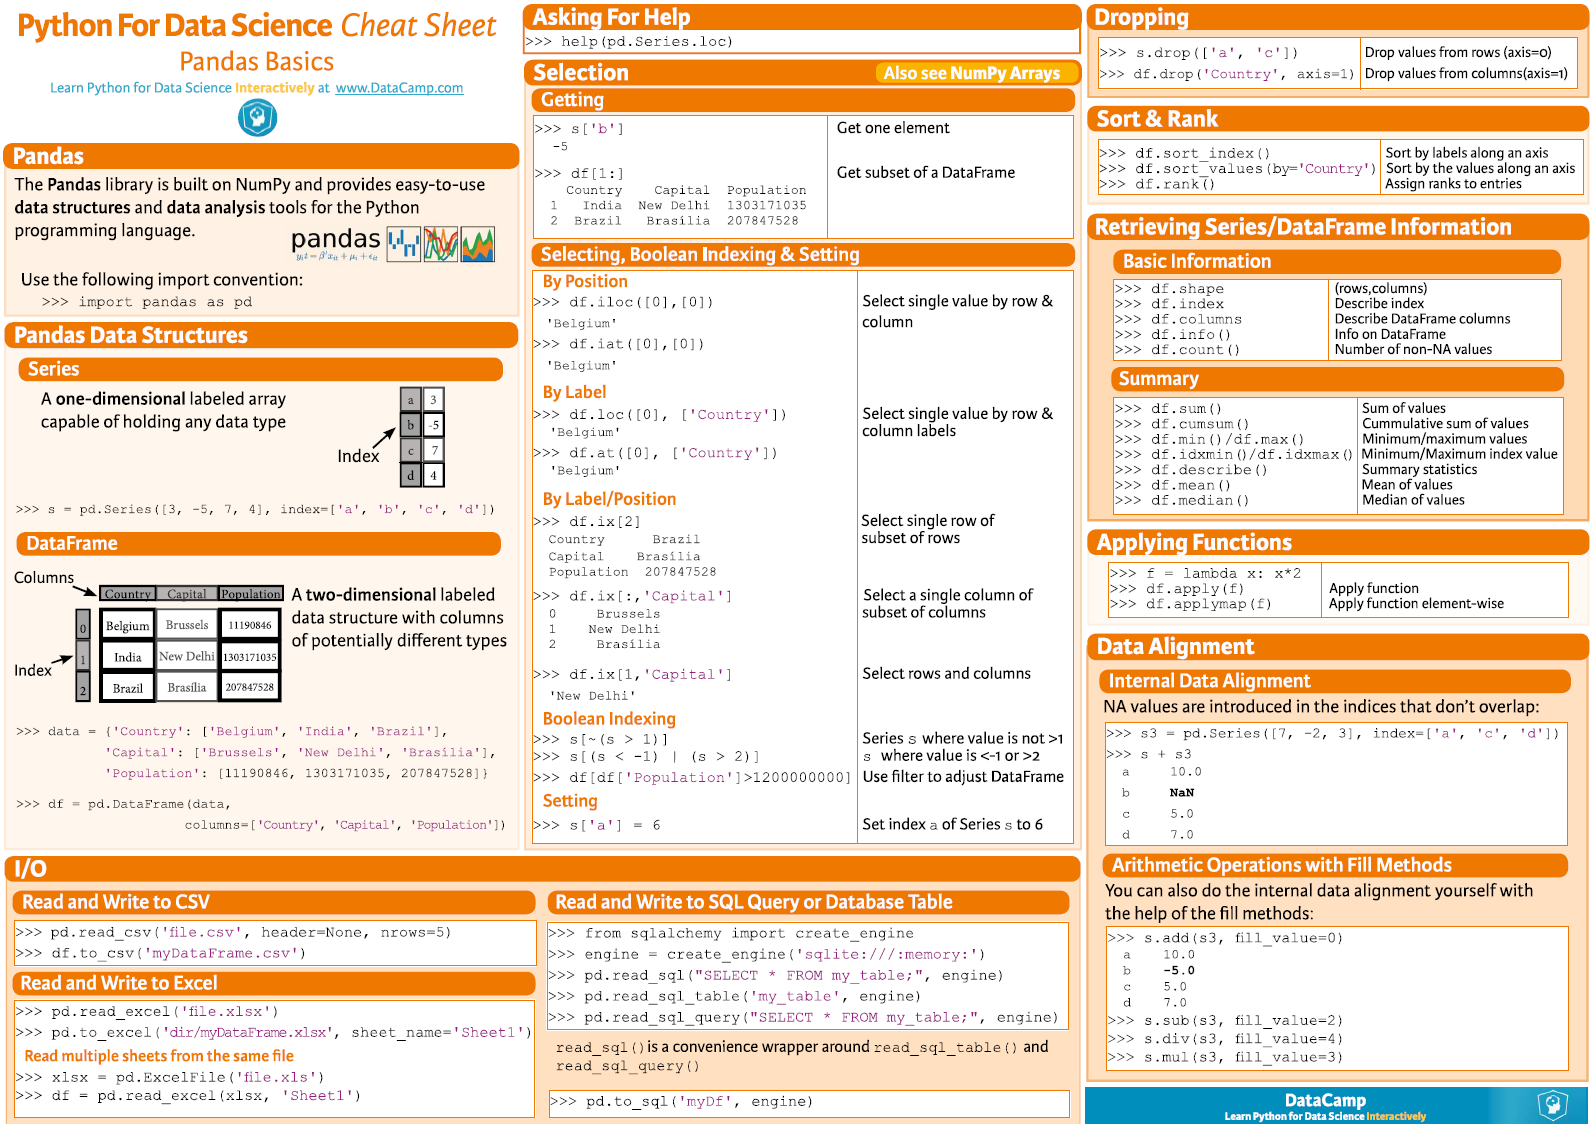 Python For Data Science Cheat Sheet
Pandas Basics
Learn Python for Data Science Interactively at www.DataCamp.com
Pandas
The Pandas library is built on NumPy and provides easy-to-use
data structures and data analysis tools for the Python
programming language.
pandas
Use the following import convention:
>>> import pandas as pd
Pandas Data Structures
Series
A one-dimensional labeled array
capable of holding any data type
Index
a 3
b -5
c 7
d 4
>>> s = pd.Series([3, -5, 7, 4], index=['a', 'b', 'c', 'd'])
DataFrame
Columns
Country Capital Population
Index
0 Belgium Brussels 11190846
1 India New Delhi 1303171035
2 Brazil Brasília 207847528
A two-dimensional labeled
data structure with columns
of potentially different types
>>> data = {'Country': ['Belgium', 'India', 'Brazil'],
'Capital': ['Brussels', 'New Delhi', 'Brasília'],
'Population': [11190846, 1303171035, 207847528]}
>>> df = pd.DataFrame(data,
columns=['Country', 'Capital', 'Population'])
Asking For Help
>>> help(pd.Series.loc)
Selection Also see NumPy Arrays
Getting
>>> s['b'] Get one element
-5
>>> df[1:] Get subset of a DataFrame
Country Capital Population
1 India New Delhi 1303171035
2 Brazil Brasília 207847528
Selecting, Boolean Indexing & Setting
By Position
>>> df.iloc([0],[0]) Select single value by row &
'Belgium' column
>>> df.iat([0],[0])
'Belgium'
By Label
>>> df.loc([0], ['Country']) Select single value by row &
'Belgium' column labels
>>> df.at([0], ['Country'])
'Belgium'
By Label/Position
>>> df.ix[2] Select single row of
Country Brazil subset of rows
Capital Brasília
Population 207847528
>>> df.ix[:,'Capital'] Select a single column of
0 Brussels subset of columns
1 New Delhi
2 Brasília
>>> df.ix[1,'Capital'] Select rows and columns
'New Delhi'
Boolean Indexing
>>> s[~(s > 1)] Series s where value is not >1
>>> s[(s < -1) | (s > 2)] s where value is <-1 or >2
>>> df[df['Population']>1200000000] Use filter to adjust DataFrame
Setting
>>> s['a'] = 6 Set index a of Series s to 6
I/O
Read and Write to CSV
>>> pd.read_csv('file.csv', header=None, nrows=5)
>>> df.to_csv('myDataFrame.csv')
Read and Write to Excel
>>> pd.read_excel('file.xlsx')
>>> pd.to_excel('dir/myDataFrame.xlsx', sheet_name='Sheet1')
Read multiple sheets from the same file
>>> xlsx = pd.ExcelFile('file.xls')
>>> df = pd.read_excel(xlsx, 'Sheet1')
Read and Write to SQL Query or Database Table
>>> from sqlalchemy import create_engine
>>> engine = create_engine('sqlite:///:memory:')
>>> pd.read_sql("SELECT * FROM my_table;", engine)
>>> pd.read_sql_table('my_table', engine)
>>> pd.read_sql_query("SELECT * FROM my_table;", engine)
read_sql() is a convenience wrapper around read_sql_table() and
read_sql_query()
>>> pd.to_sql('myDf', engine)
Dropping
>>> s.drop(['a', 'c']) Drop values from rows (axis=0)
>>> df.drop('Country', axis=1) Drop values from columns(axis=1)
Sort & Rank
>>> df.sort_index() Sort by labels along an axis
>>> df.sort_values(by='Country') Sort by the values along an axis
>>> df.rank() Assign ranks to entries
Retrieving Series/DataFrame Information
Basic Information
>>> df.shape (rows,columns)
>>> df.index Describe index
>>> df.columns Describe DataFrame columns
>>> df.info() Info on DataFrame
>>> df.count() Number of non-NA values
Summary
>>> df.sum() Sum of values
>>> df.cumsum() Cummulative sum of values
>>> df.min()/df.max() Minimum/maximum values
>>> df.idxmin()/df.idxmax() Minimum/Maximum index value
>>> df.describe() Summary statistics
>>> df.mean() Mean of values
>>> df.median() Median of values
Applying Functions
>>> f = lambda x: x*2
>>> df.apply(f) Apply function
>>> df.applymap(f) Apply function element-wise
Data Alignment
Internal Data Alignment
NA values are introduced in the indices that don't overlap:
>>> s3 = pd.Series([7, -2, 3], index=['a', 'c', 'd'])
>>> s + s3
a 10.0
b NaN
c 5.0
d 7.0
Arithmetic Operations with Fill Methods
You can also do the internal data alignment yourself with
the help of the fill methods:
>>> s.add(s3, fill_value=0)
a 10.0
b -5.0
c 5.0
d 7.0
>>> s.sub(s3, fill_value=2)
>>> s.div(s3, fill_value=4)
>>> s.mul(s3, fill_value=3)
DataCamp
Learn Python for Data Science Interactively